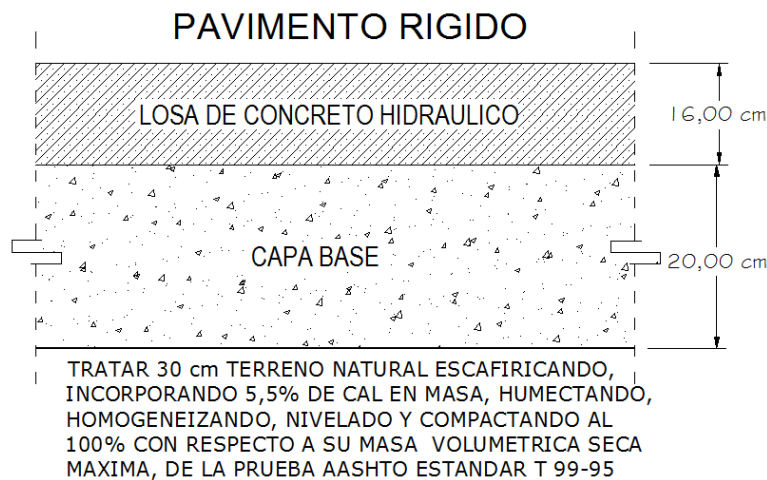 PAVIMENTO RIGIDO
LOSA DE CONCRETO HIDRAULICO
16,00 cm
CAPA BASE
20,00 cm
TRATAR 30 cm TERRENO NATURAL ESCAFIRICANDO,
INCORPORANDO 5,5% DE CAL EN MASA, HUMECTANDO,
HOMOGENEIZANDO, NIVELADO Y COMPACTANDO AL
100% CON RESPECTO A SU MASA VOLUMETRICA SECA
MAXIMA, DE LA PRUEBA AASHTO ESTANDAR T 99-95